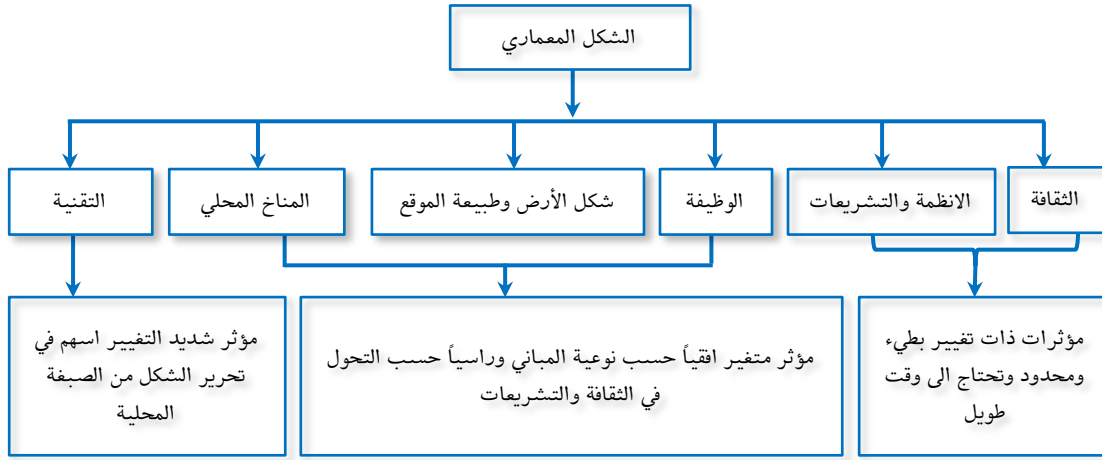 الشكل المعماري
الثقافة
الانظمة والتشريعات
الوظيفة
شكل الأرض وطبيعة الموقع
المناخ المحلي
التقنية
مؤثرات ذات تغيير بطيء
ومحدود وتحتاج الى وقت
طويل
مؤثر متغير افقياً حسب نوعية المباني وراسياً حسب التحول
في الثقافة والتشريعات
مؤثر شديد التغيير اسهم في
تحرير الشكل من الصبغة
المحلية